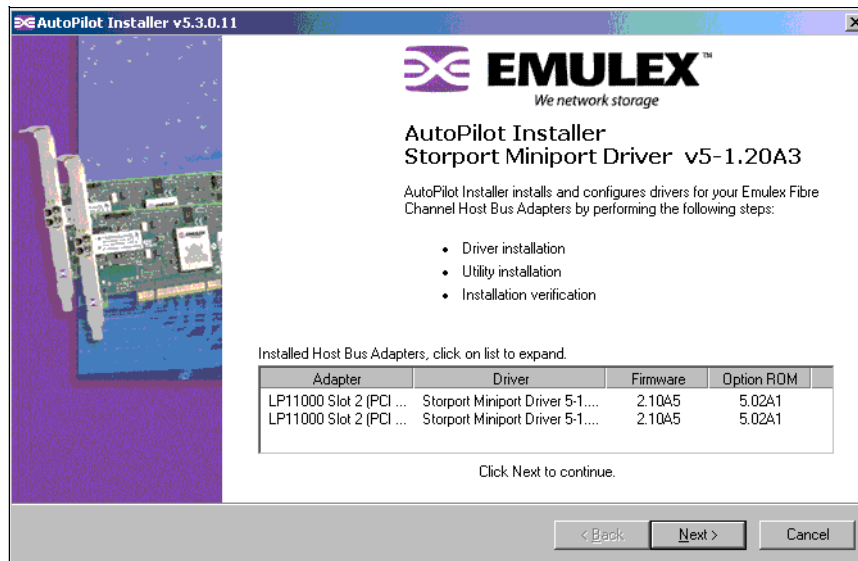 AutoPilot Installer v5.3.0.11
EMULEX™
We network storage
AutoPilot Installer
Storport Miniport Driver v5-1.20A3
AutoPilot Installer installs and configures drivers for your Emulex Fibre
Channel Host Bus Adapters by performing the following steps:
• Driver installation
• Utility installation
• Installation verification
Installed Host Bus Adapters, click on list to expand.
Adapter Driver Firmware Option ROM
LP11000 Slot 2 (PCI ... Storport Miniport Driver 5-1.... 2.10A5 5.02A1
LP11000 Slot 2 (PCI ... Storport Miniport Driver 5-1.... 2.10A5 5.02A1
Click Next to continue.
< Back Next > Cancel